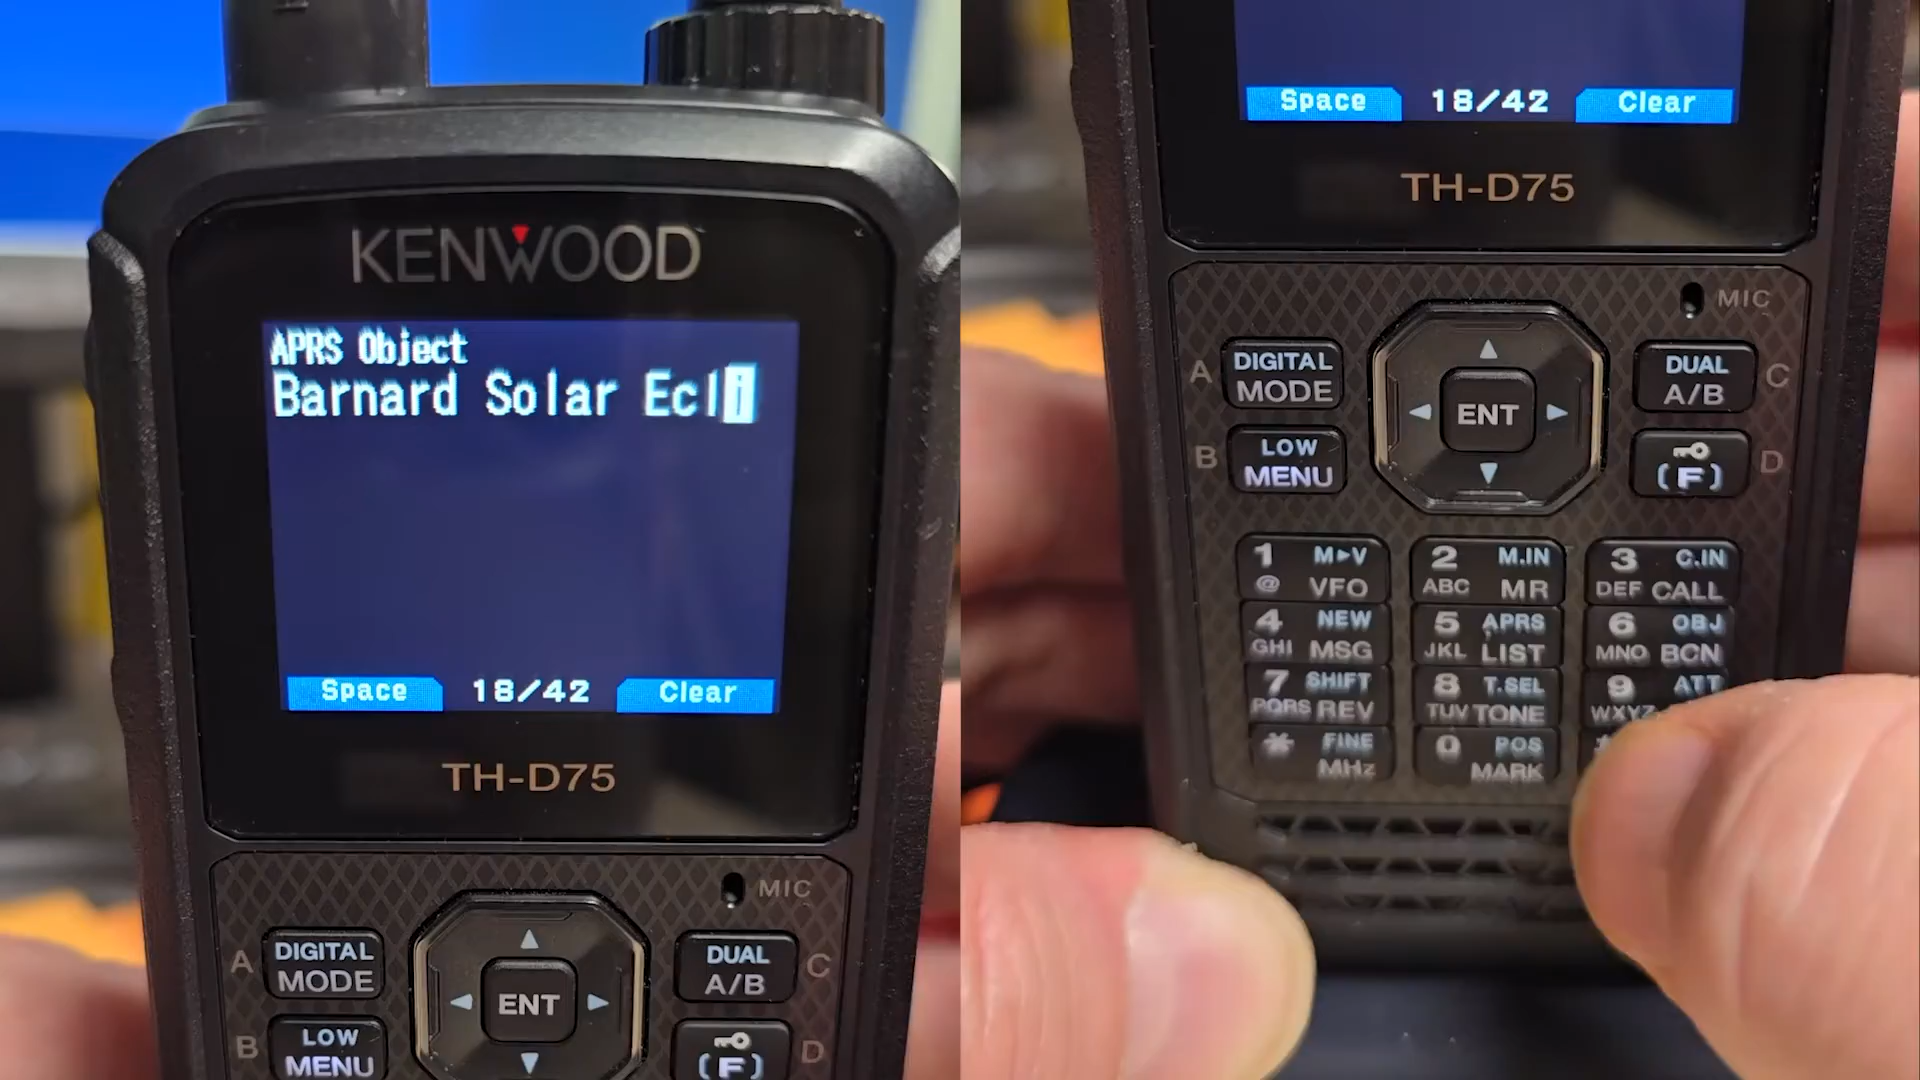 KENWOOD
APRS Object
Barnard Solar Ecli
Space 18/42 Clear
TH-D75
MIC
A DIGITAL MODE
DUAL A/B C
ENT
B LOW MENU
(F) D
Space 18/42 Clear
TH-D75
MIC
A DIGITAL MODE
DUAL A/B C
ENT
B LOW MENU
(F) D
1 M►V @ VFO
2 M.IN ABC MR
3 C.IN DEF CALL
4 NEW GHI MSG
5 APRS JKL LIST
6 OBJ MNO BCN
7 SHIFT PQRS REV
8 T.SEL TUV TONE
9 ATT WXYZ
* FINE MHz
0 POS MARK